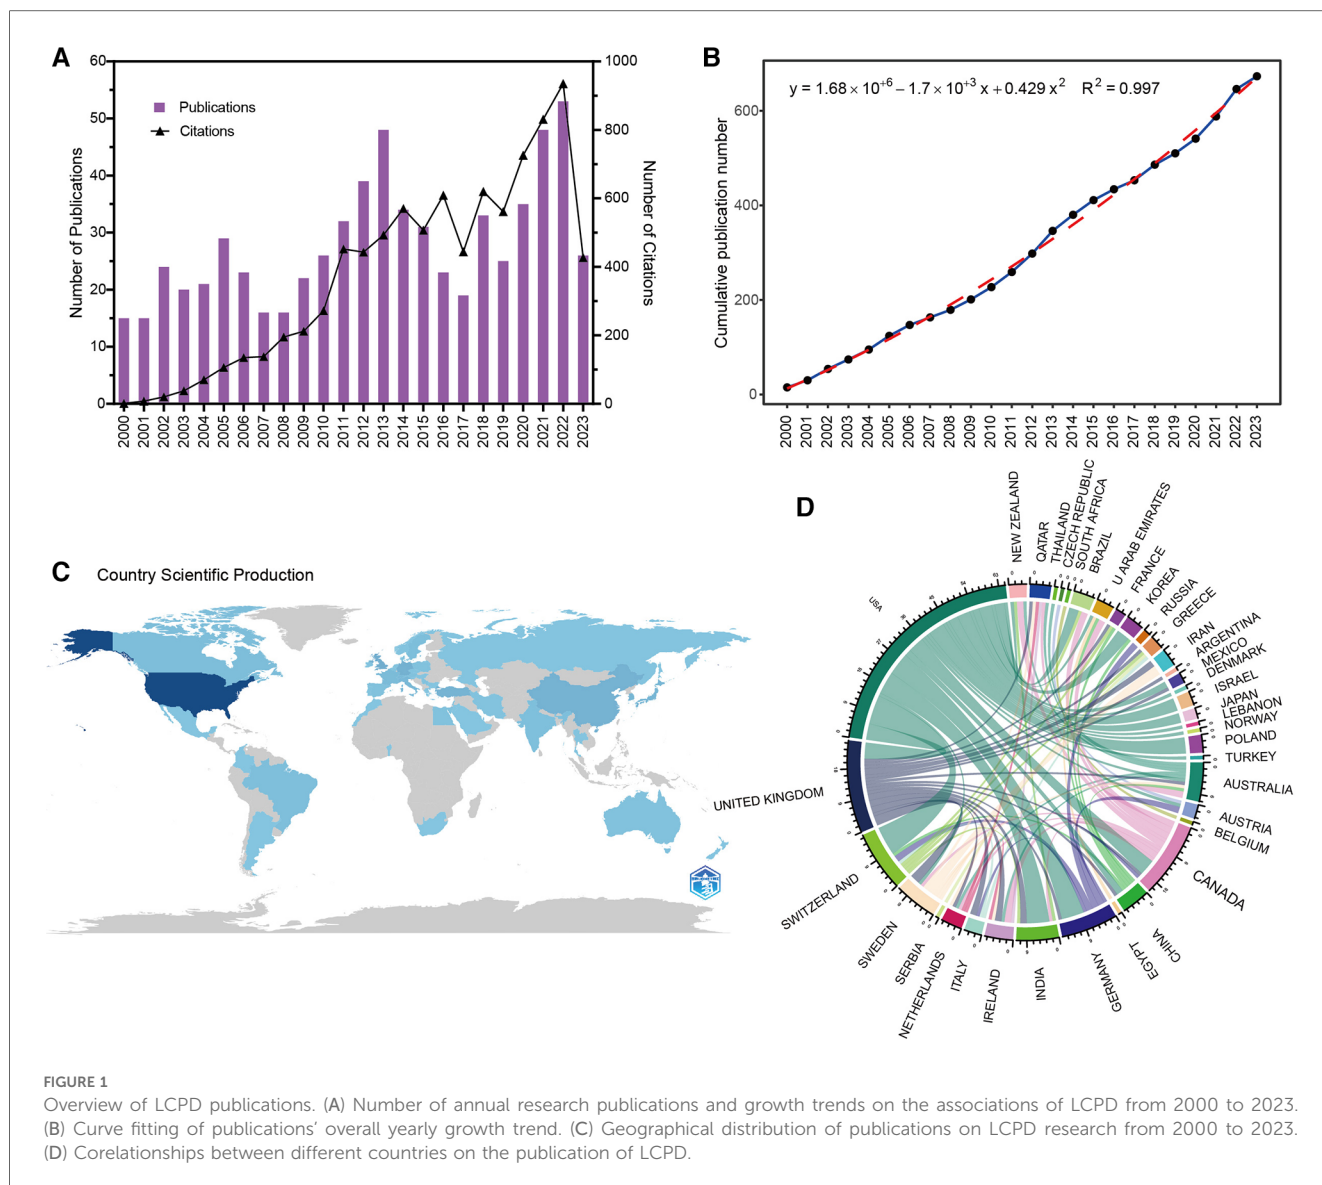 A
60
50
40
30
20
10
0
Number of Publications
Publications
Citations
1000
800
600
400
200
0
Number of Citations
2000 2001 2002 2003 2004 2005 2006 2007 2008 2009 2010 2011 2012 2013 2014 2015 2016 2017 2018 2019 2020 2021 2022 2023
B
y = 1.68 × 10⁺⁶ – 1.7 × 10⁺³ x + 0.429 x² R² = 0.997
Cumulative publication number
600
400
200
0
2000 2001 2002 2003 2004 2005 2006 2007 2008 2009 2010 2011 2012 2013 2014 2015 2016 2017 2018 2019 2020 2021 2022 2023
C
Country Scientific Production
D
USA
NEW ZEALAND
QATAR
THAILAND
CZECH REPUBLIC
SOUTH AFRICA
BRAZIL
U ARAB EMIRATES
FRANCE
KOREA
RUSSIA
GREECE
IRAN
ARGENTINA
MEXICO
DENMARK
ISRAEL
JAPAN
LEBANON
NORWAY
POLAND
TURKEY
AUSTRALIA
AUSTRIA
BELGIUM
CANADA
CHINA
EGYPT
GERMANY
INDIA
IRELAND
ITALY
NETHERLANDS
SERBIA
SWEDEN
SWITZERLAND
UNITED KINGDOM
FIGURE 1
Overview of LCPD publications. (A) Number of annual research publications and growth trends on the associations of LCPD from 2000 to 2023.
(B) Curve fitting of publications’ overall yearly growth trend. (C) Geographical distribution of publications on LCPD research from 2000 to 2023.
(D) Corelationships between different countries on the publication of LCPD.